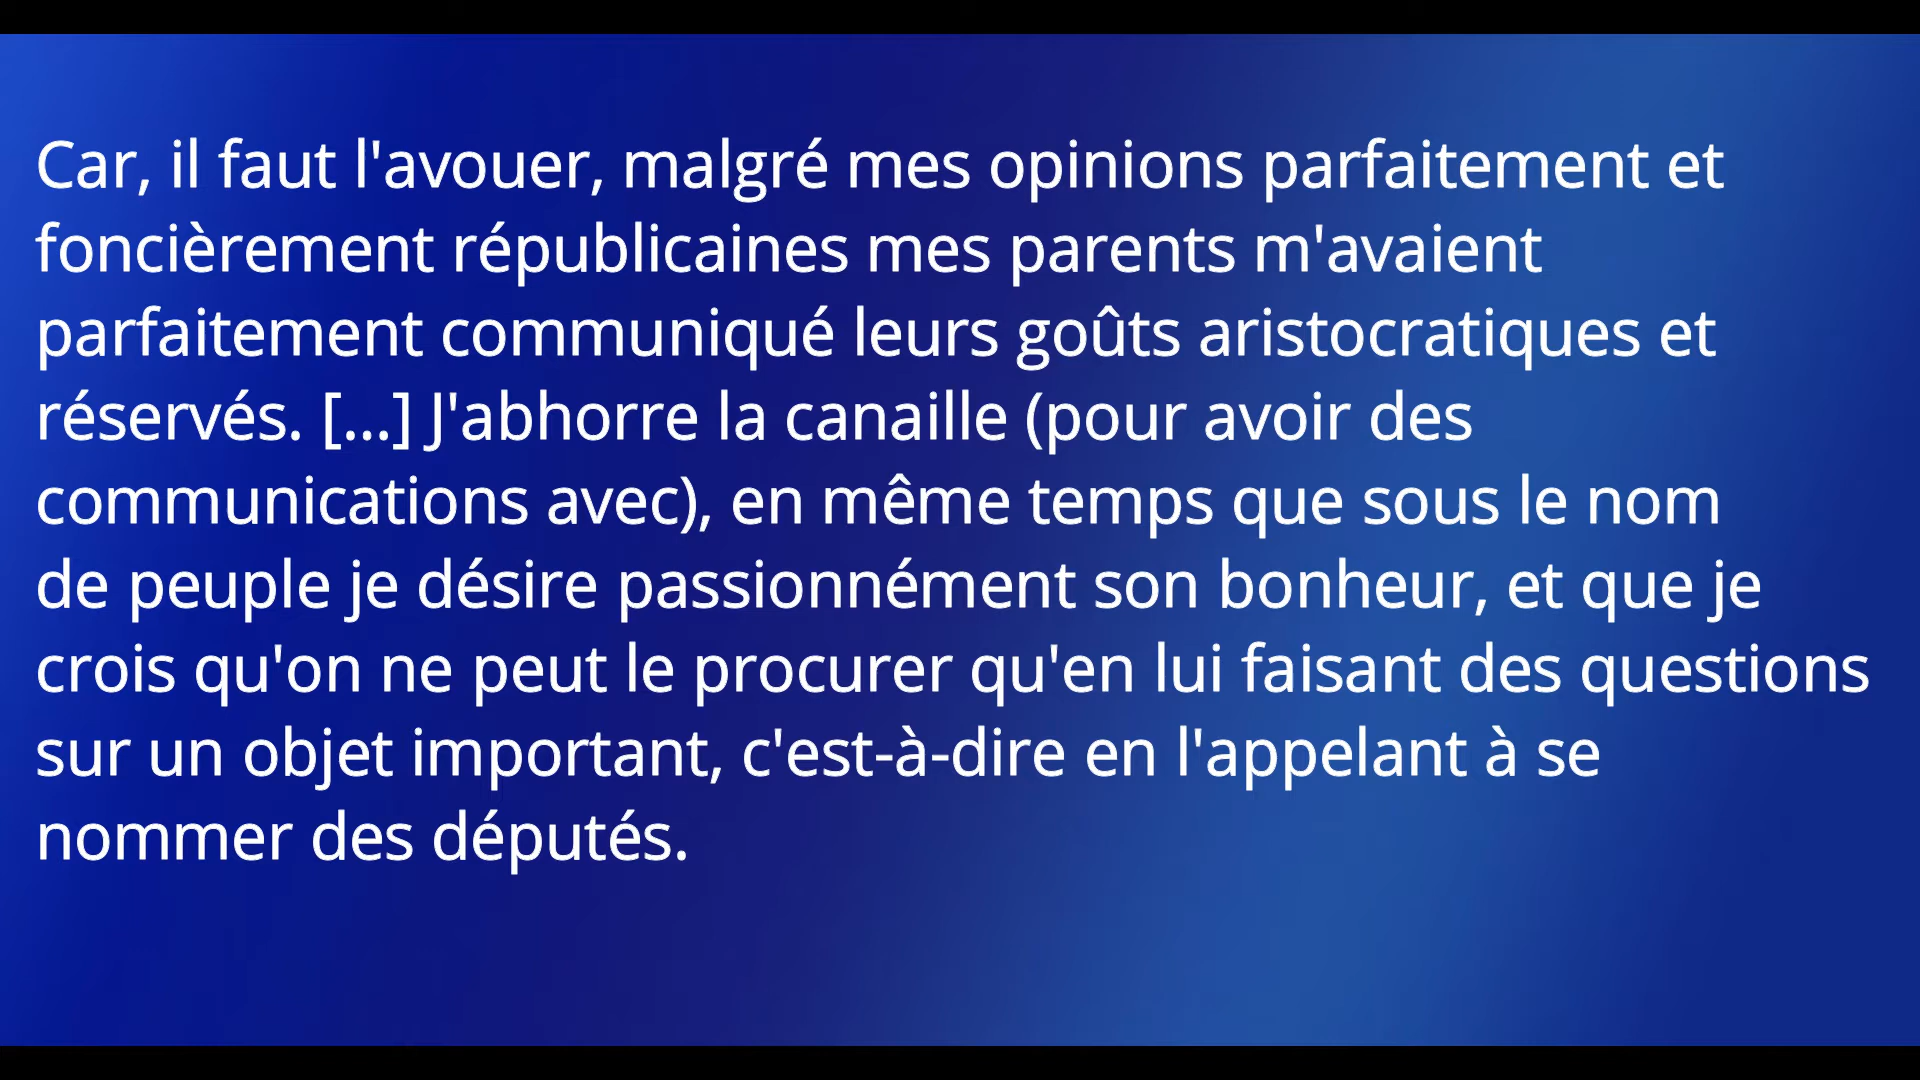 Car, il faut l'avouer, malgré mes opinions parfaitement et
foncièrement républicaines mes parents m'avaient
parfaitement communiqué leurs goûts aristocratiques et
réservés. [...] J'abhorre la canaille (pour avoir des
communications avec), en même temps que sous le nom
de peuple je désire passionnément son bonheur, et que je
crois qu'on ne peut le procurer qu'en lui faisant des questions
sur un objet important, c'est-à-dire en l'appelant à se
nommer des députés.